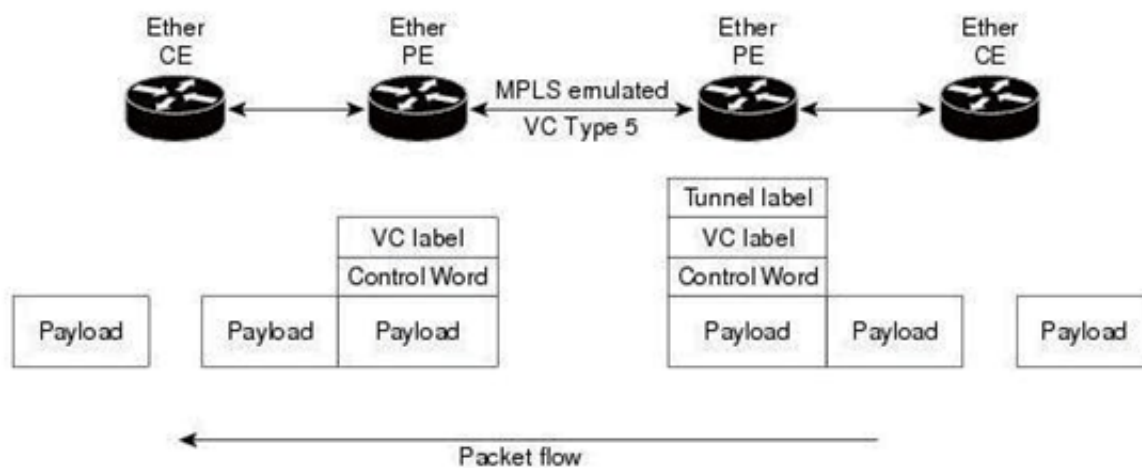 Ether
CE
Ether
PE
Ether
PE
Ether
CE
MPLS emulated
VC Type 5
Tunnel label
VC label
VC label
Control Word
Control Word
Payload
Payload
Payload
Payload
Payload
Payload
Packet flow